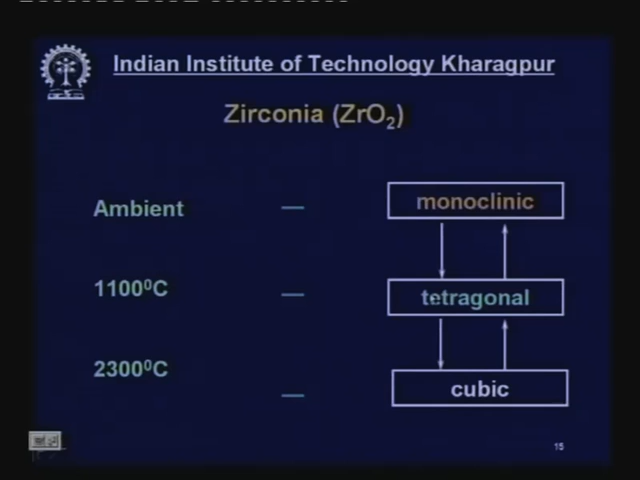 Indian Institute of Technology Kharagpur
Zirconia (ZrO₂)
Ambient — monoclinic
1100⁰C — tetragonal
2300⁰C — cubic
15